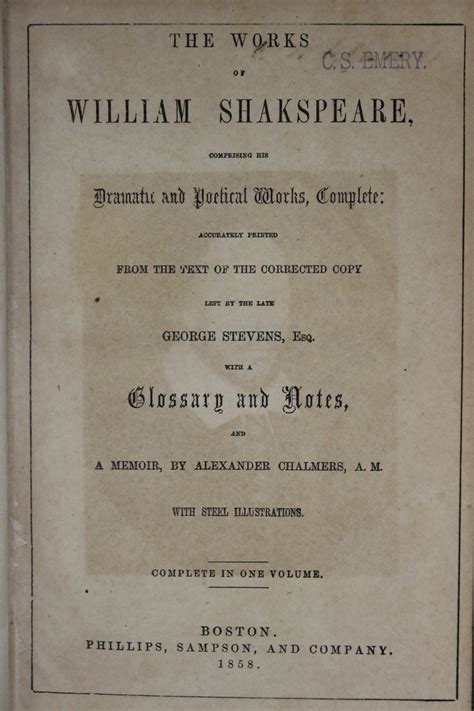 THE WORKS
C. S. EMERY.
OF
WILLIAM SHAKSPEARE,
COMPRISING HIS
Dramatic and Poetical Works, Complete:
ACCURATELY PRINTED
FROM THE TEXT OF THE CORRECTED COPY
LEFT BY THE LATE
GEORGE STEVENS, ESQ.
WITH A
Glossary and Notes,
AND
A MEMOIR, BY ALEXANDER CHALMERS, A. M.
WITH STEEL ILLUSTRATIONS.
COMPLETE IN ONE VOLUME.
BOSTON.
PHILLIPS, SAMPSON, AND COMPANY.
1858.